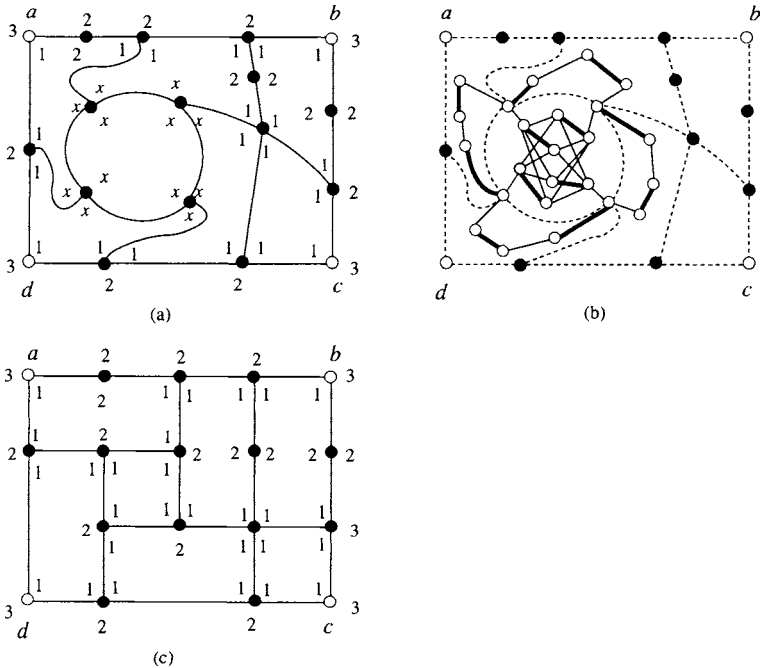 a b a b
3 2 2 2 3
1 2 1 1 1 1 1
2 2
x x
x x x 1 1 2
1 1 1
2 1
1 x x x 1 2
x x x 1
1 1 1 1 1 1
3 2 2 3
d c d c
(a) (b)
a 2 2 2 b
3 3
1 2 1 1 1 1 1
1 2 1
2 1 1 1 2 2 2 2
1 1
1 1 1 1 1 1
2 2 3
1 1 1 1
1 1 1 1 1 1
3 2 2 3
d c
(c)